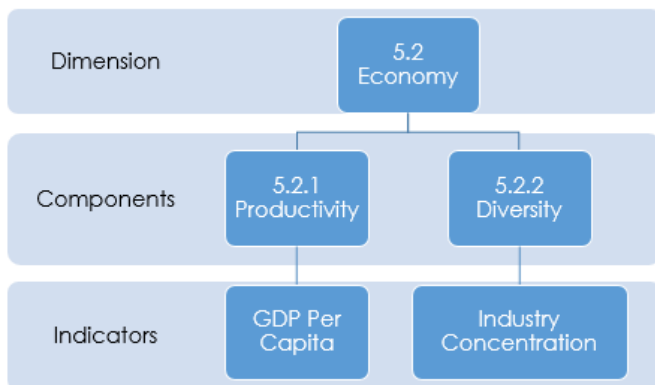 Dimension
5.2
Economy
Components
5.2.1
Productivity
5.2.2
Diversity
Indicators
GDP Per
Capita
Industry
Concentration